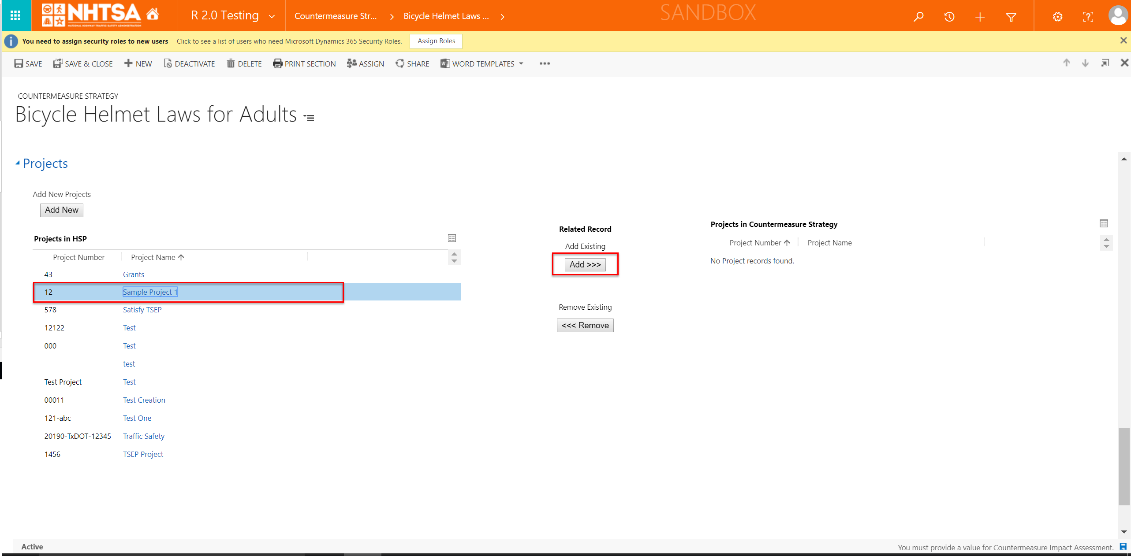 NHTSA
R 2.0 Testing
Countermeasure Str...
Bicycle Helmet Laws ...
SANDBOX
You need to assign security roles to new users Click to see a list of users who need Microsoft Dynamics 365 Security Roles. Assign Roles
SAVE SAVE & CLOSE NEW DEACTIVATE DELETE PRINT SECTION ASSIGN SHARE WORD TEMPLATES
COUNTERMEASURE STRATEGY
Bicycle Helmet Laws for Adults
Projects
Add New Projects
Add New
Projects in HSP
Project Number Project Name
43 Grants
12 Sample Project 1
578 Satisfy TSEP
12122 Test
000 Test
test
Test Project Test
00011 Test Creation
121-abc Test One
20190-TxDOT-12345 Traffic Safety
1456 TSEP Project
Related Record
Add Existing
Add >>>
Remove Existing
<<< Remove
Projects in Countermeasure Strategy
Project Number Project Name
No Project records found.
Active
You must provide a value for Countermeasure Impact Assessment.